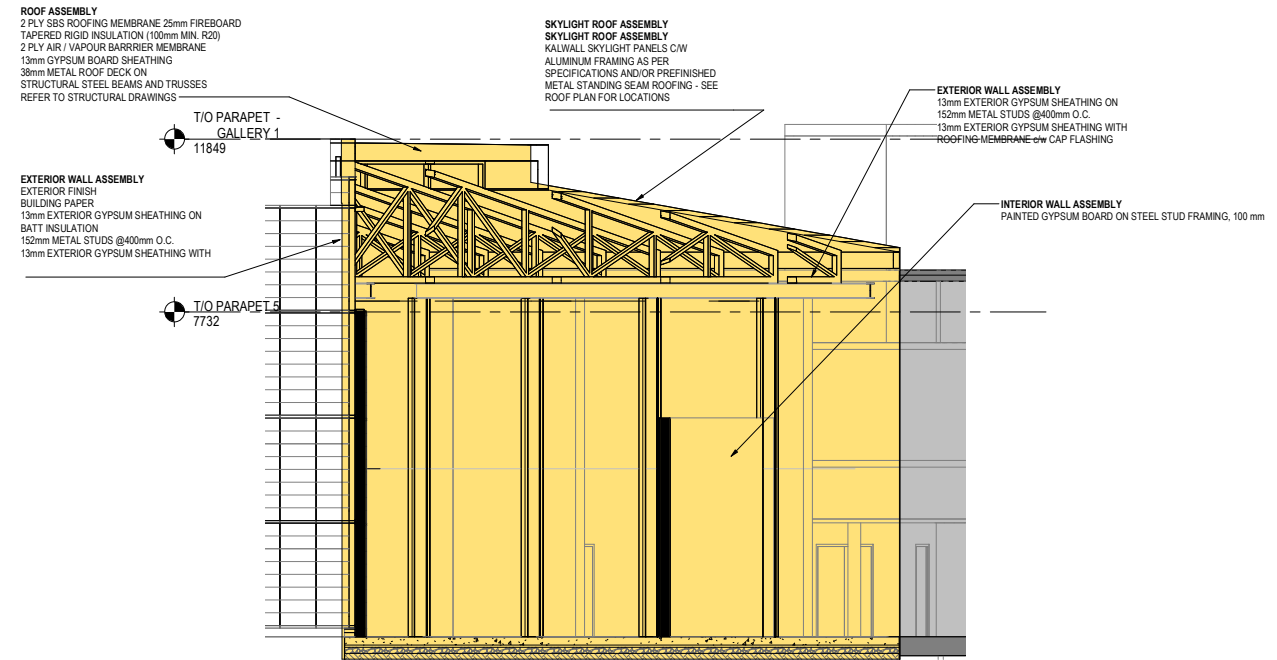 ROOF ASSEMBLY
2 PLY SBS ROOFING MEMBRANE 25mm FIREBOARD
TAPERED RIGID INSULATION (100mm MIN. R20)
2 PLY AIR / VAPOUR BARRRIER MEMBRANE
13mm GYPSUM BOARD SHEATHING
38mm METAL ROOF DECK ON
STRUCTURAL STEEL BEAMS AND TRUSSES
REFER TO STRUCTURAL DRAWINGS
SKYLIGHT ROOF ASSEMBLY
SKYLIGHT ROOF ASSEMBLY
KALWALL SKYLIGHT PANELS C/W
ALUMINUM FRAMING AS PER
SPECIFICATIONS AND/OR PREFINISHED
METAL STANDING SEAM ROOFING - SEE
ROOF PLAN FOR LOCATIONS
EXTERIOR WALL ASSEMBLY
13mm EXTERIOR GYPSUM SHEATHING ON
152mm METAL STUDS @400mm O.C.
13mm EXTERIOR GYPSUM SHEATHING WITH
ROOFING MEMBRANE c/w CAP FLASHING
T/O PARAPET -
GALLERY 1
11849
EXTERIOR WALL ASSEMBLY
EXTERIOR FINISH
BUILDING PAPER
13mm EXTERIOR GYPSUM SHEATHING ON
BATT INSULATION
152mm METAL STUDS @400mm O.C.
13mm EXTERIOR GYPSUM SHEATHING WITH
INTERIOR WALL ASSEMBLY
PAINTED GYPSUM BOARD ON STEEL STUD FRAMING, 100 mm
T/O PARAPET 5
7732